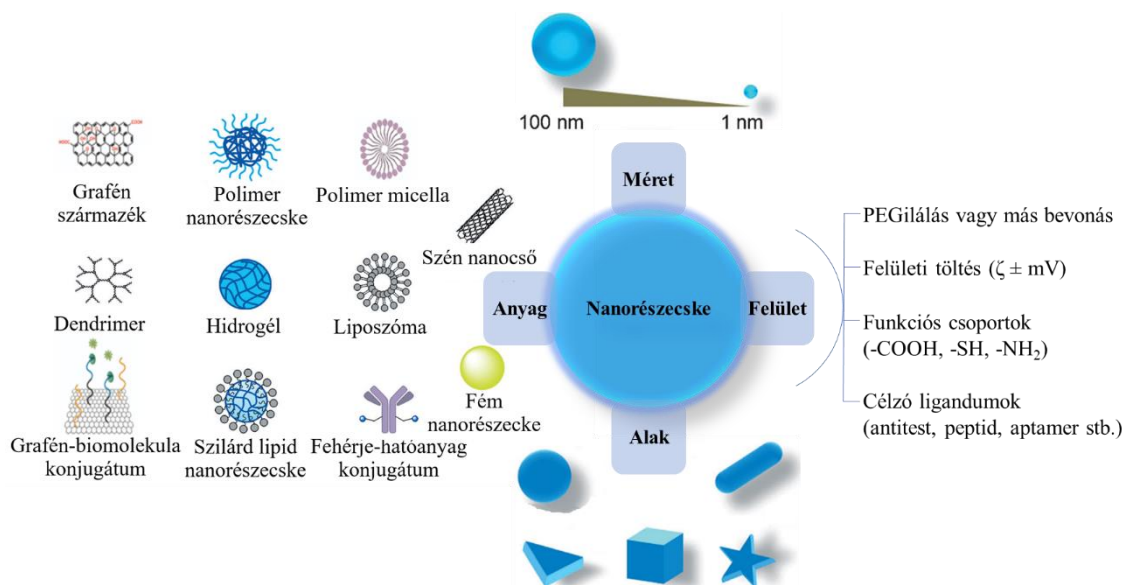 100 nm
1 nm
Méret
Grafén
származék
Polimer
nanorészecske
Polimer micella
Szén nanocső
Dendrimer
Hidrogél
Liposzóma
Anyag
Nanorészecske
Felület
PEGilálás vagy más bevonás
Felületi töltés (ζ ± mV)
Funkciós csoportok
(-COOH, -SH, -NH₂)
Célzó ligandumok
(antitest, peptid, aptamer stb.)
Fém
nanorészecke
Alak
Grafén-biomolekula
konjugátum
Szilárd lipid
nanorészecske
Fehérje-hatóanyag
konjugátum